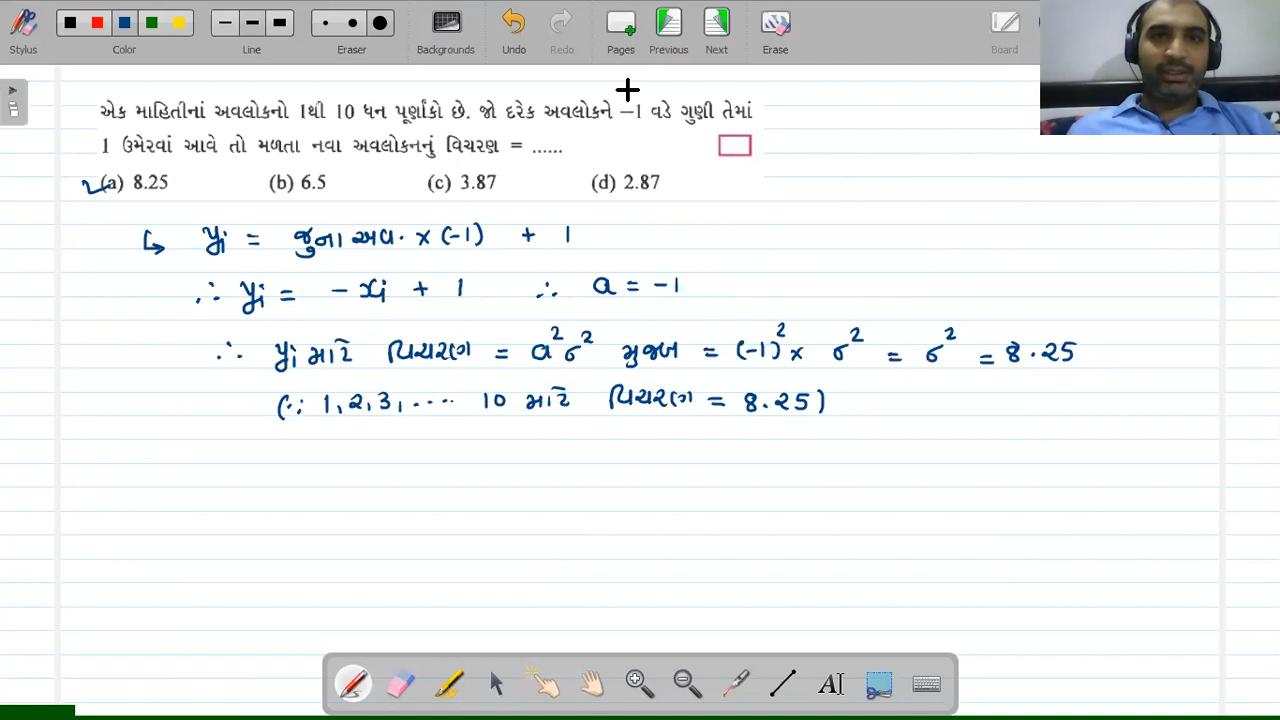 Stylus Color Line Eraser Backgrounds Undo Redo Pages Previous Next Erase Board
એક માહિતીનાં અવલોકનો 1થી 10 ધન પૂર્ણાંકો છે. જો દરેક અવલોકને –1 વડે ગુણી તેમાં
1 ઉમેરવાં આવે તો મળતા નવા અવલોકનનું વિચરણ = ......
(a) 8.25 (b) 6.5 (c) 3.87 (d) 2.87
↳ yi = જુના અવ. × (-1) + 1
∴ yi = - xi + 1 ∴ a = -1
∴ yi માટે વિચરણ = a²σ² મુજબ = (-1)² × σ² = σ² = 8.25
(∵ 1, 2, 3, .... 10 માટે વિચરણ = 8.25)